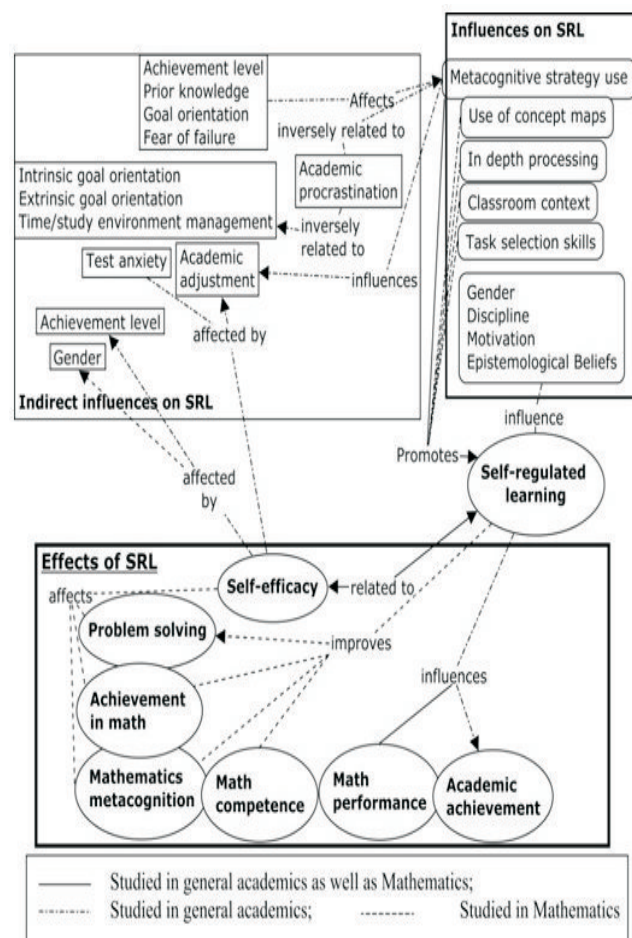 Influences on SRL
Achievement level
Prior knowledge
Goal orientation
Fear of failure
Affects
Metacognitive strategy use
inversely related to
Use of concept maps
In depth processing
Classroom context
Task selection skills
Intrinsic goal orientation
Extrinsic goal orientation
Time/study environment management
Academic
procrastination
inversely
related to
Test anxiety
Academic
adjustment
influences
affected by
Achievement level
Gender
Indirect influences on SRL
Gender
Discipline
Motivation
Epistemological Beliefs
influence
Promotes
Self-regulated
learning
affected
by
Effects of SRL
Self-efficacy
related to
affects
Problem solving
improves
Achievement
in math
influences
Mathematics
metacognition
Math
competence
Math
performance
Academic
achievement
Studied in general academics as well as Mathematics;
Studied in general academics;
Studied in Mathematics